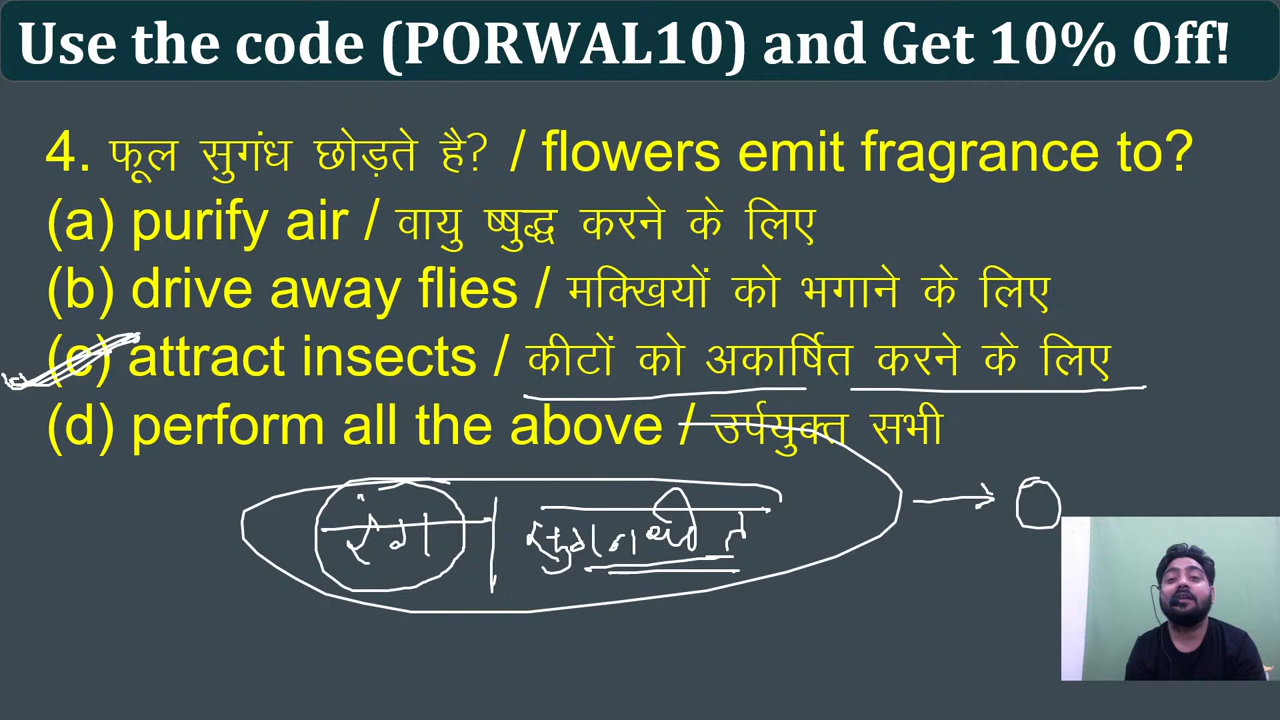 Use the code (PORWAL10) and Get 10% Off!
4. फूल सुगंध छोड़ते है? / flowers emit fragrance to?
(a) purify air / वायु ष्षुद्ध करने के लिए
(b) drive away flies / मक्खियों को भगाने के लिए
(c) attract insects / कीटों को अकार्षित करने के लिए
(d) perform all the above / उर्पयुक्त सभी
रंग